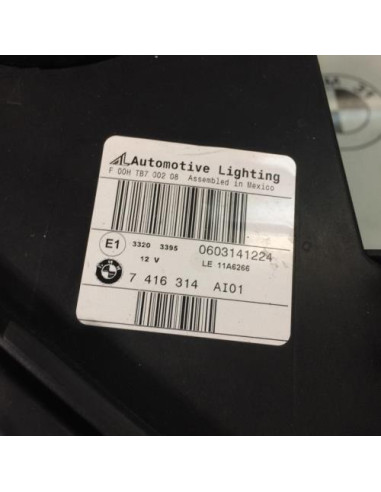 AL Automotive Lighting
F 00H TB7 002 08 Assembled in Mexico
E1 3320 3395 0603141224
12 V LE 11A6266
7 416 314 AI01